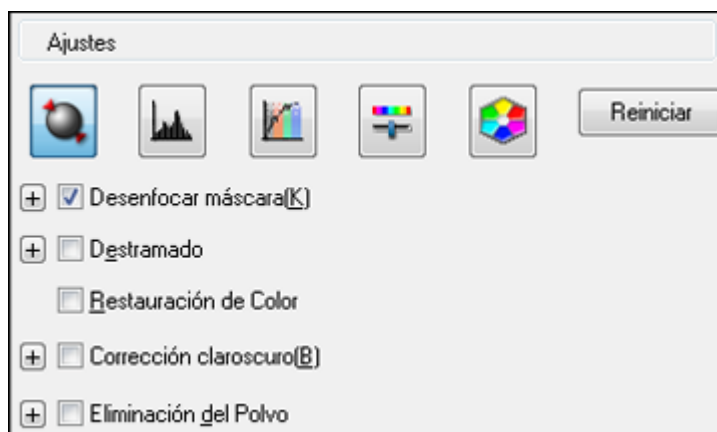 Ajustes
Reiniciar
Desenfocar máscara(K)
Destramado
Restauración de Color
Corrección claroscuro(B)
Eliminación del Polvo